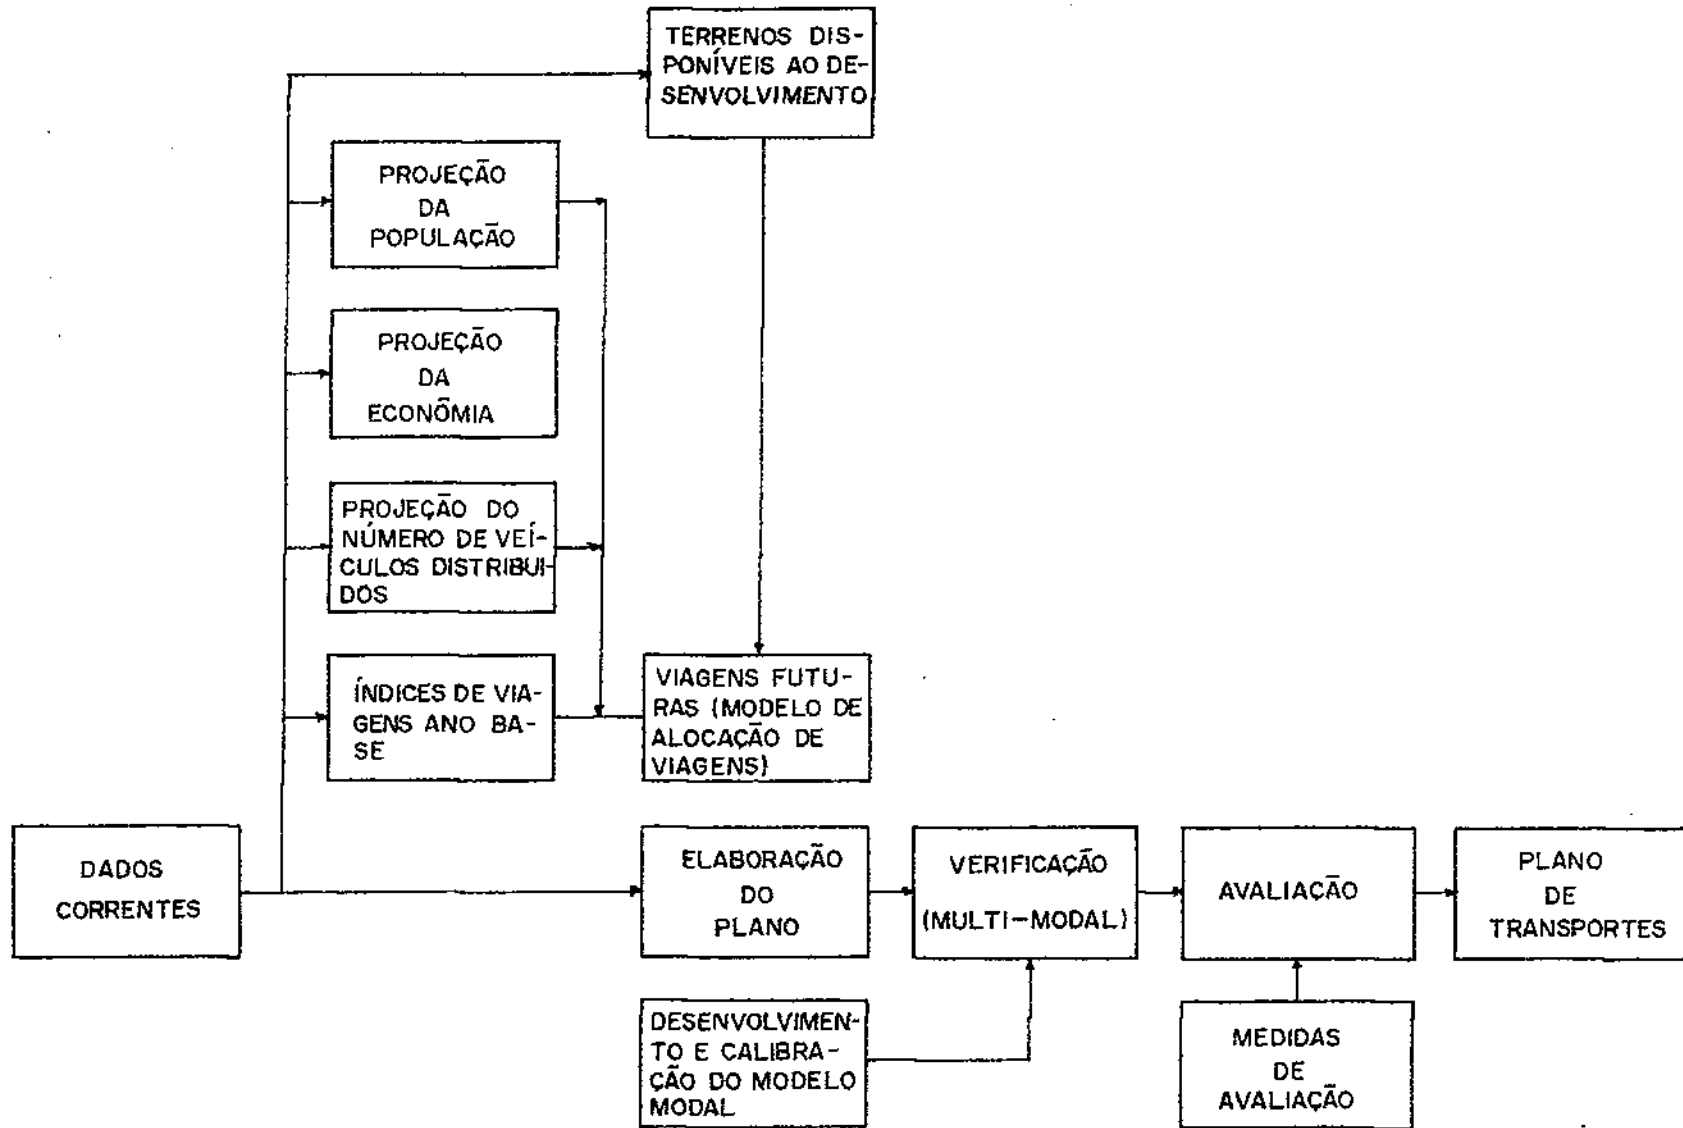 TERRENOS DIS-
PONÍVEIS AO DE-
SENVOLVIMENTO
PROJEÇÃO
DA
POPULAÇÃO
PROJEÇÃO
DA
ECONÔMIA
PROJEÇÃO DO
NÚMERO DE VEÍ-
CULOS DISTRIBUI-
DOS
ÍNDICES DE VIA-
GENS ANO BA-
SE
VIAGENS FUTU-
RAS (MODELO DE
ALOCAÇÃO DE
VIAGENS)
DADOS
CORRENTES
ELABORAÇÃO
DO
PLANO
VERIFICAÇÃO
(MULTI-MODAL)
AVALIAÇÃO
PLANO
DE
TRANSPORTES
DESENVOLVIMEN-
TO E CALIBRA-
ÇÃO DO MODELO
MODAL
MEDIDAS
DE
AVALIAÇÃO